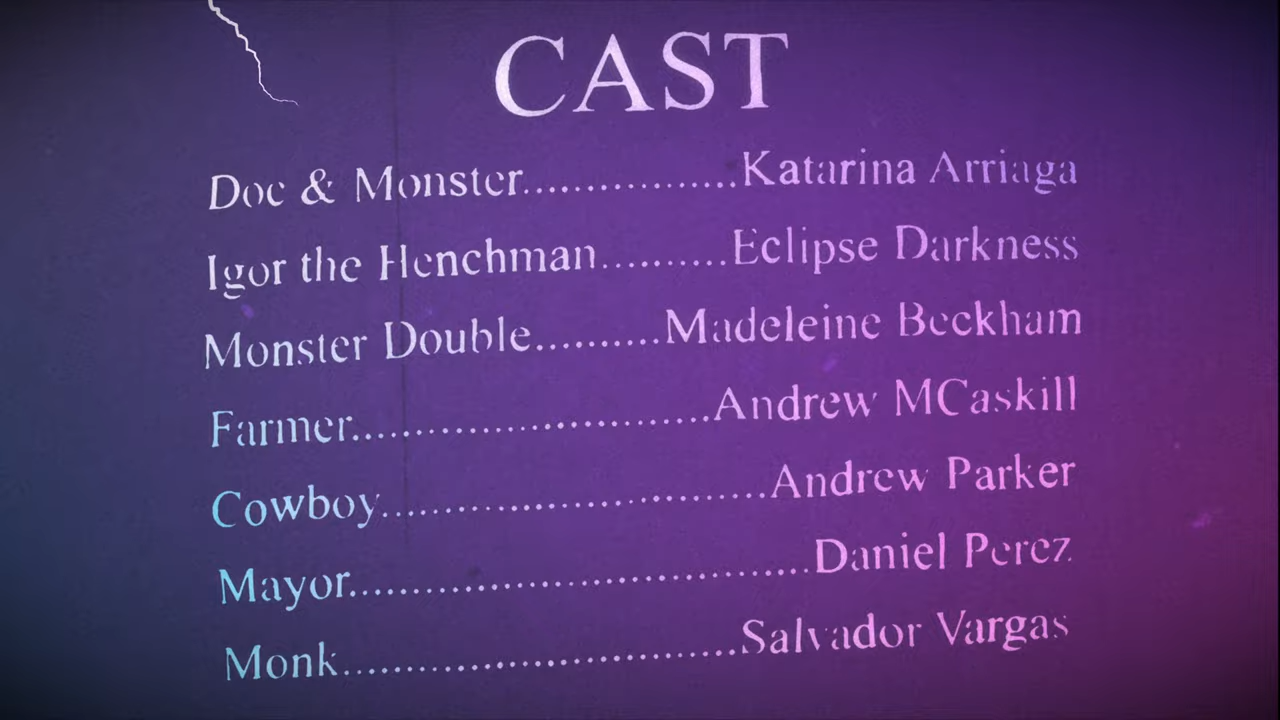 CAST
Doc & Monster.................Katarina Arriaga
Igor the Henchman..........Eclipse Darkness
Monster Double..........Madeleine Beckham
Farmer............................Andrew MCaskill
Cowboy..............................Andrew Parker
Mayor....................................Daniel Perez
Monk...............................Salvador Vargas